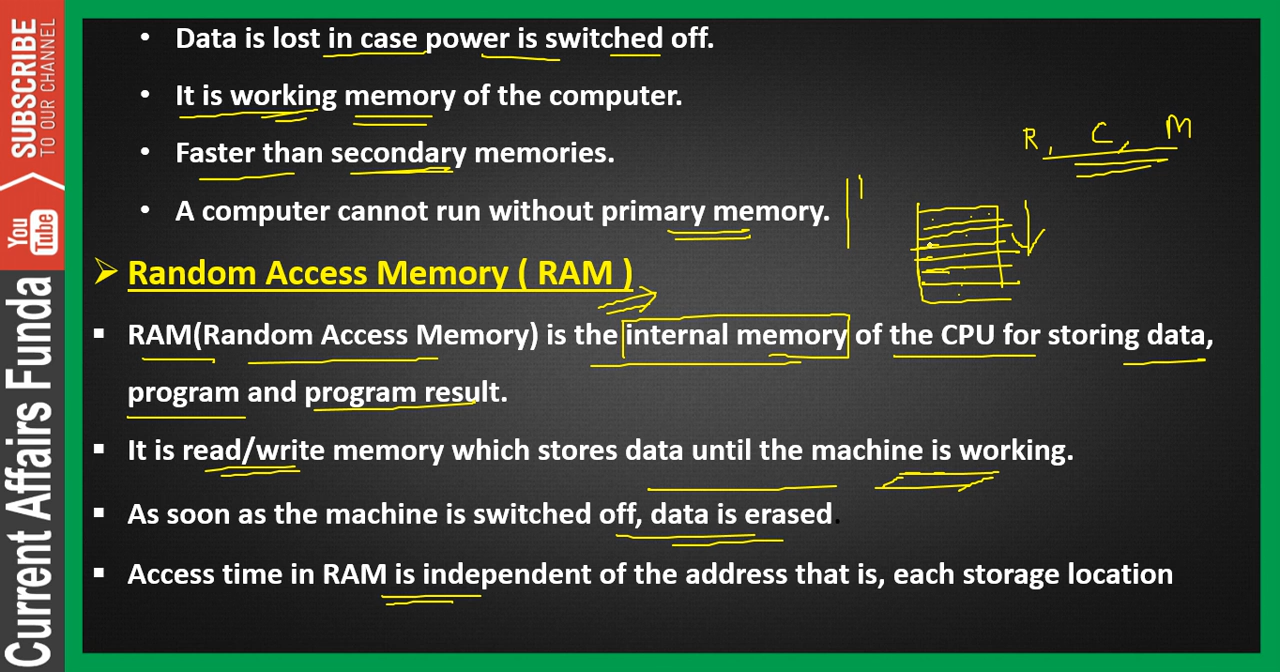 SUBSCRIBE
TO OUR CHANNEL
You Tube
Current Affairs Funda
• Data is lost in case power is switched off.
• It is working memory of the computer.
• Faster than secondary memories.
• A computer cannot run without primary memory.
R, C, M
➢ Random Access Memory ( RAM )
▪ RAM(Random Access Memory) is the internal memory of the CPU for storing data,
program and program result.
▪ It is read/write memory which stores data until the machine is working.
▪ As soon as the machine is switched off, data is erased.
▪ Access time in RAM is independent of the address that is, each storage location